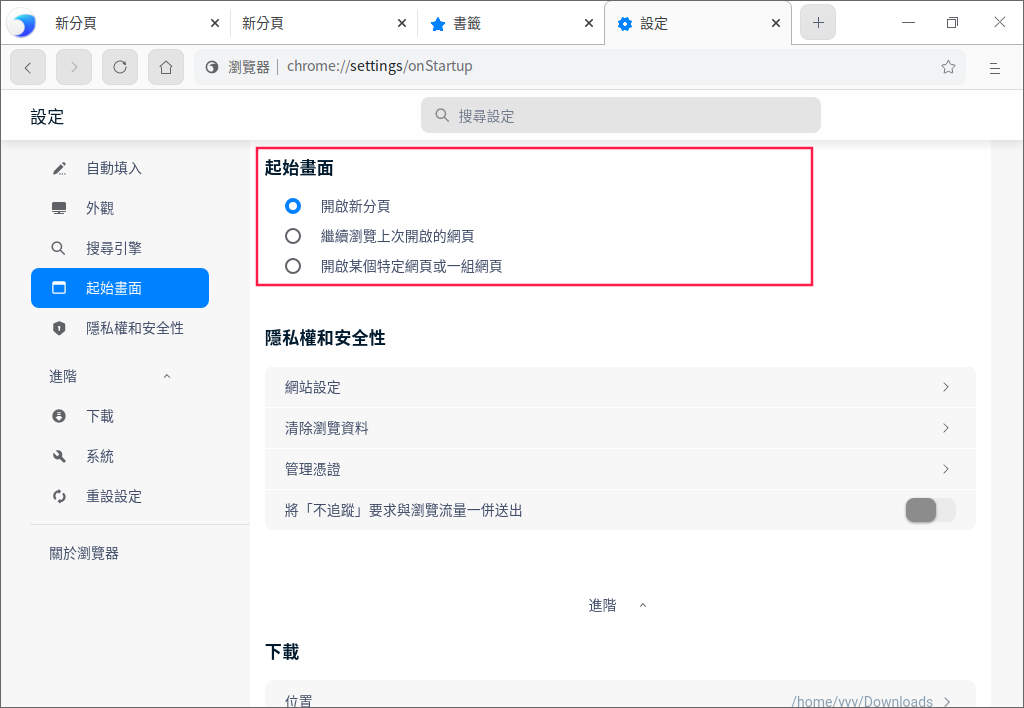 新分頁
新分頁
書籤
設定
瀏覽器 | chrome://settings/onStartup
設定
搜尋設定
自動填入
外觀
搜尋引擎
起始畫面
隱私權和安全性
進階
下載
系統
重設設定
關於瀏覽器
起始畫面
開啟新分頁
繼續瀏覽上次開啟的網頁
開啟某個特定網頁或一組網頁
隱私權和安全性
網站設定
清除瀏覽資料
管理憑證
將「不追蹤」要求與瀏覽流量一併送出
進階
下載
位置 /home/yyy/Downloads